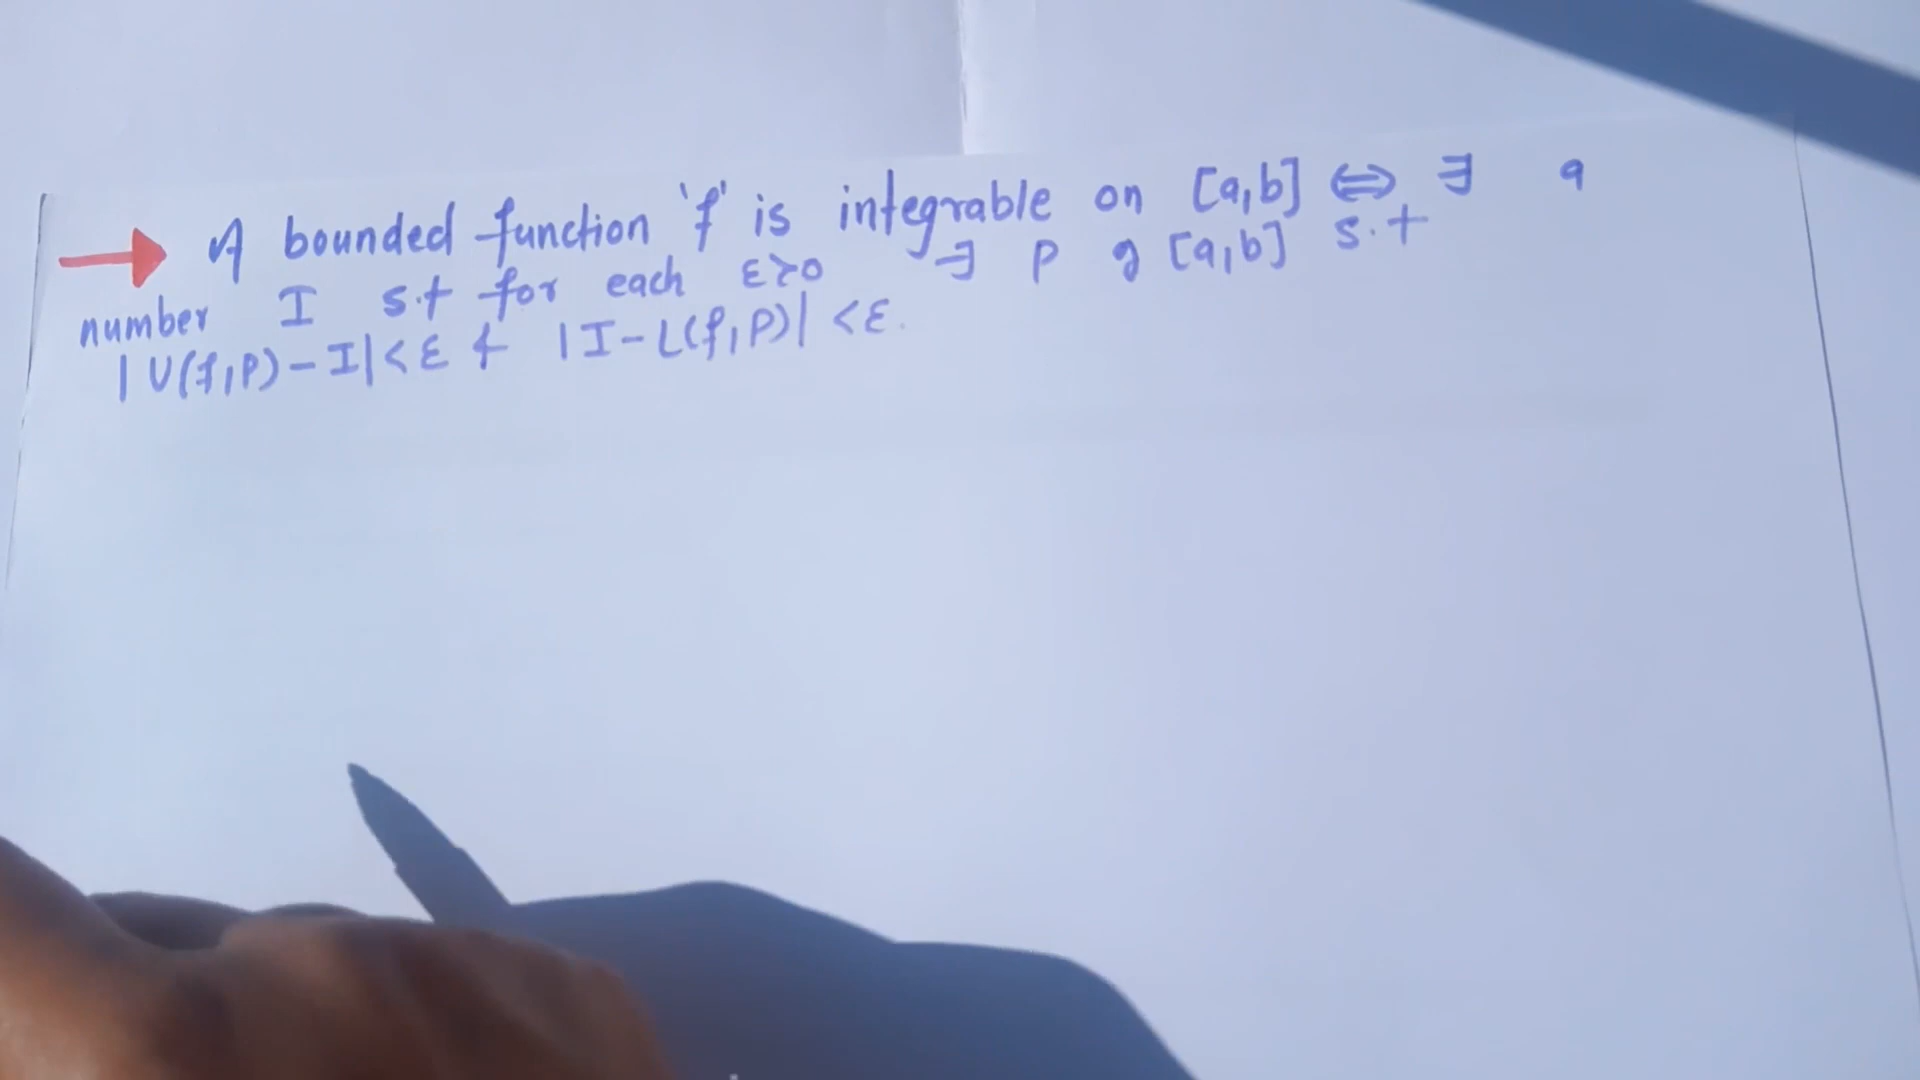 A bounded function 'f' is integrable on [a,b] ⇔ ∃ a
number I s.t for each ε>0 ∃ P of [a,b] s.t
|U(f,P)-I|<ε & |I-L(f,P)|<ε.